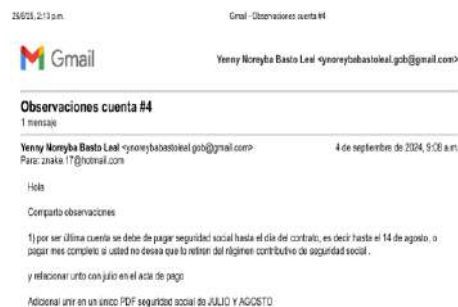 26/6/25, 2:13 p.m.
Gmail - Observaciones cuenta #4
Gmail
Yenny Noreyba Basto Leal <ynoreybabastoleal.gob@gmail.com>
Observaciones cuenta #4
1 mensaje
Yenny Noreyba Basto Leal <ynoreybabastoleal.gob@gmail.com>
4 de septiembre de 2024, 9:08 a.m.
Para: znake.17@hotmail.com
Hola
Comparto observaciones
1) por ser última cuenta se debe de pagar seguridad social hasta el día del contrato, es decir hasta el 14 de agosto, o
pagar mes completo si usted no desea que lo retiren del régimen contributivo de seguridad social .
y relacionar unto con julio en el acta de pago
Adicional unir en un único PDF seguridad social de JULIO Y AGOSTO